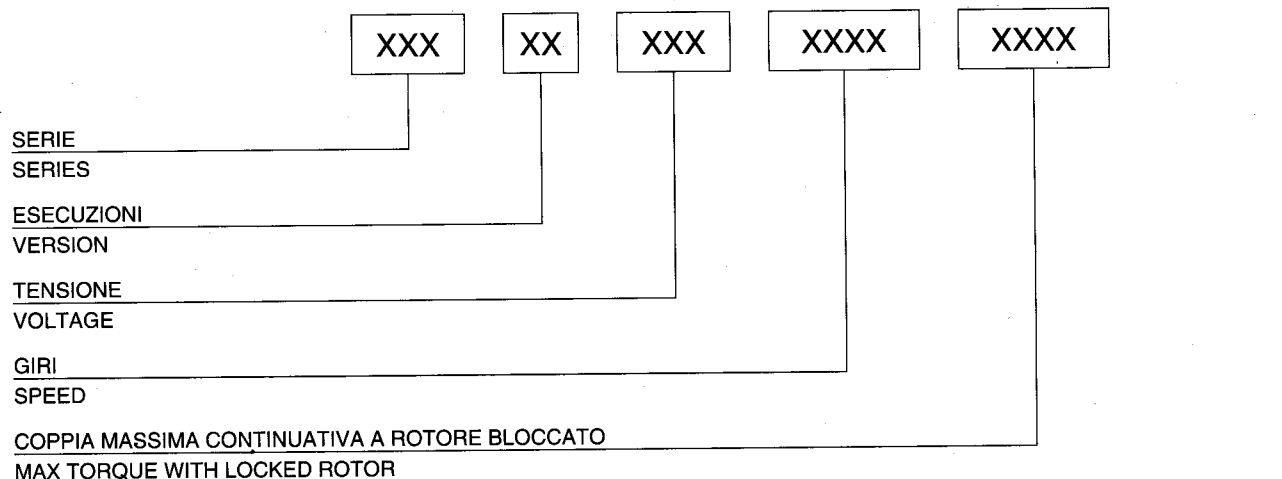 XXX XX XXX XXXX XXXX
SERIE
SERIES
ESECUZIONI
VERSION
TENSIONE
VOLTAGE
GIRI
SPEED
COPPIA MASSIMA CONTINUATIVA A ROTORE BLOCCATO
MAX TORQUE WITH LOCKED ROTOR